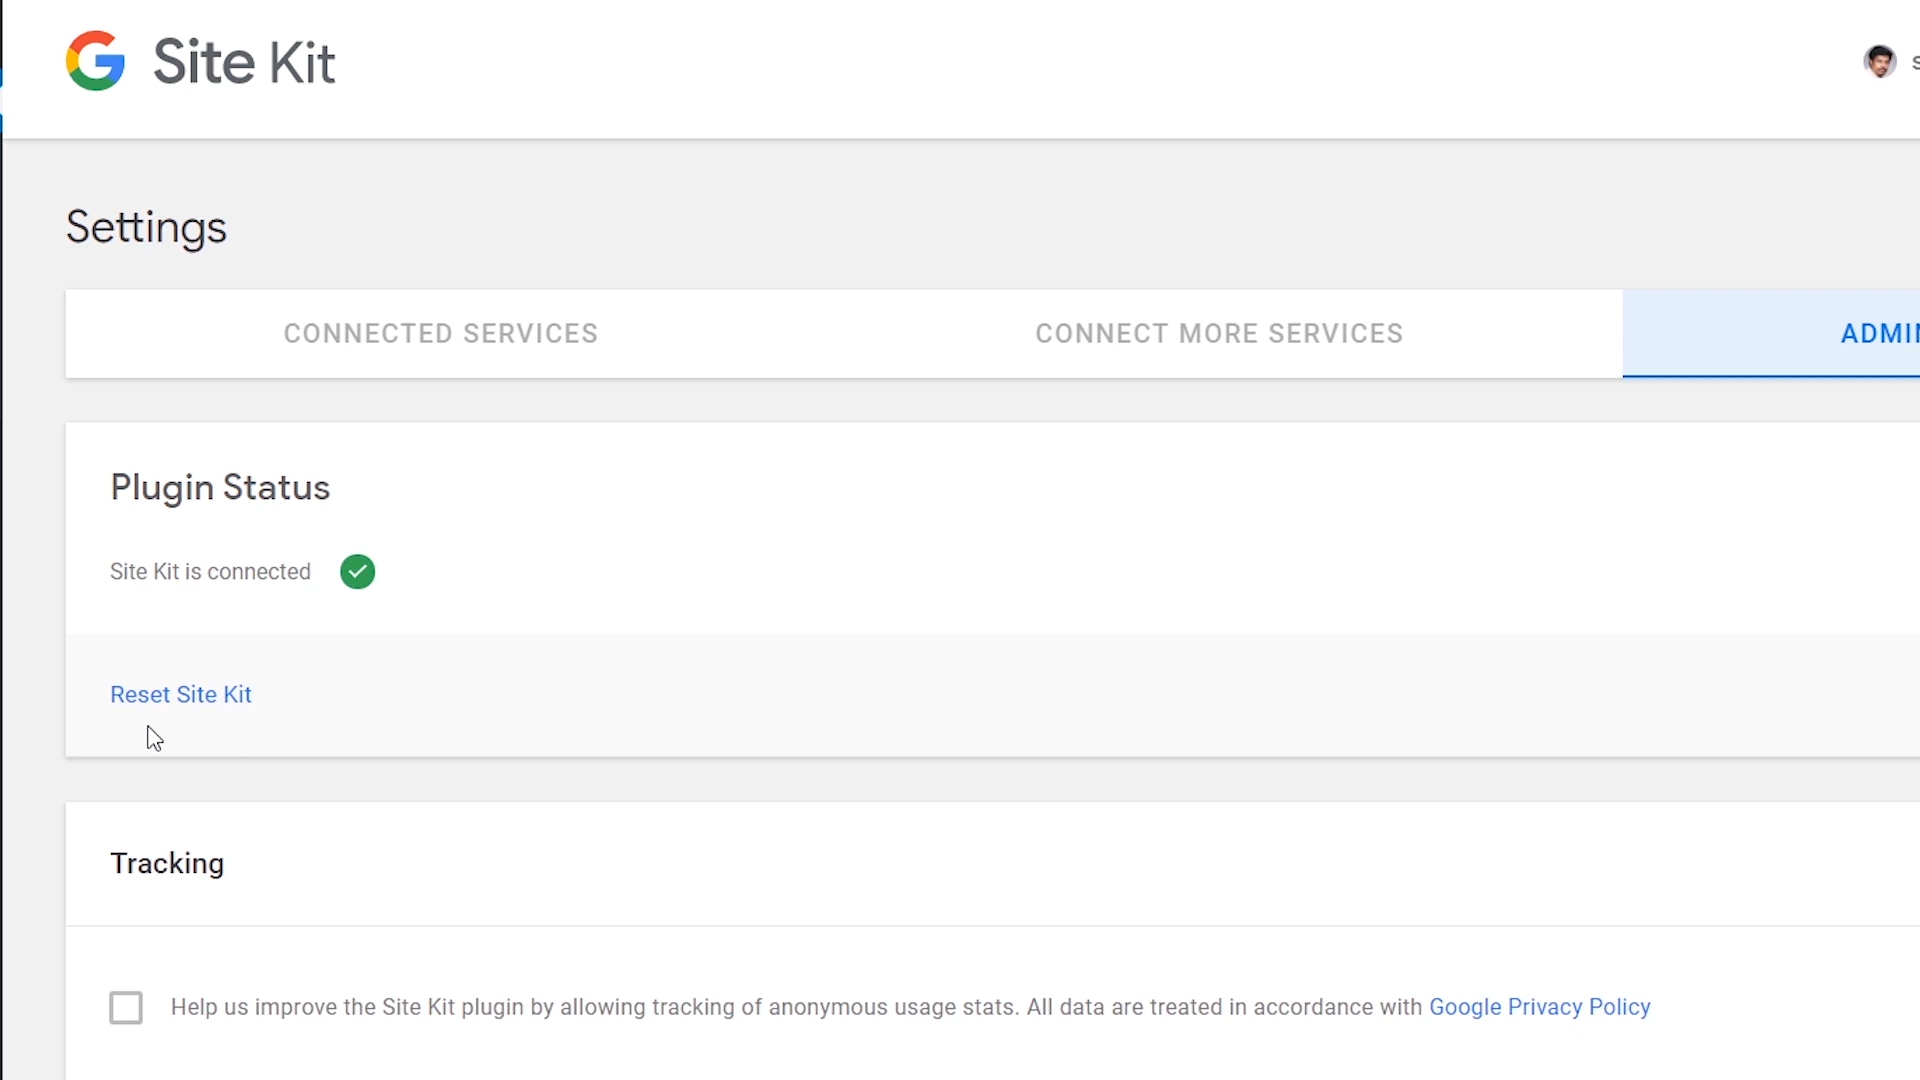 Site Kit
Settings
CONNECTED SERVICES
CONNECT MORE SERVICES
Plugin Status
Site Kit is connected
Reset Site Kit
Tracking
Help us improve the Site Kit plugin by allowing tracking of anonymous usage stats. All data are treated in accordance with Google Privacy Policy